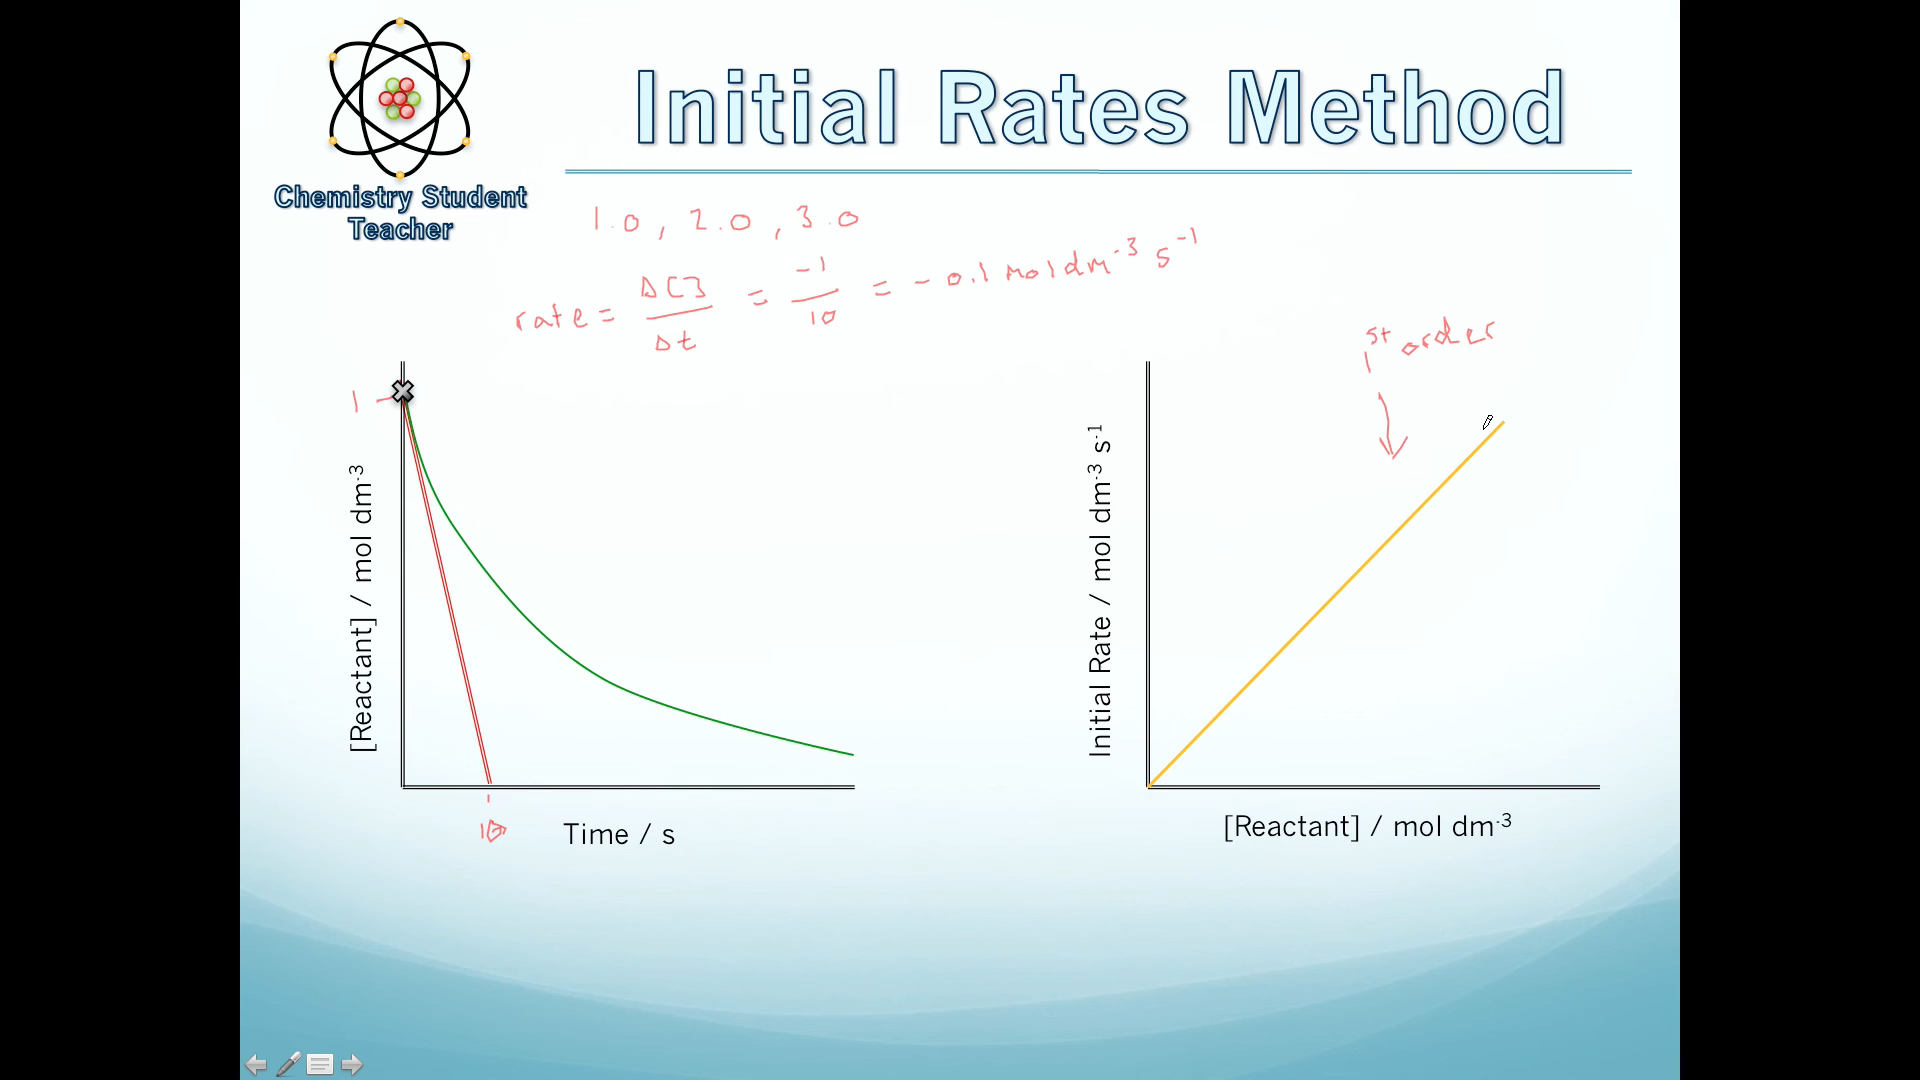 Initial Rates Method
Chemistry Student
Teacher
1.0, 2.0, 3.0
rate = Δ[]/Δt = -1/10 = -0.1 mol dm⁻³ s⁻¹
1st order
1
[Reactant] / mol dm⁻³
10
Time / s
Initial Rate / mol dm⁻³ s⁻¹
[Reactant] / mol dm⁻³